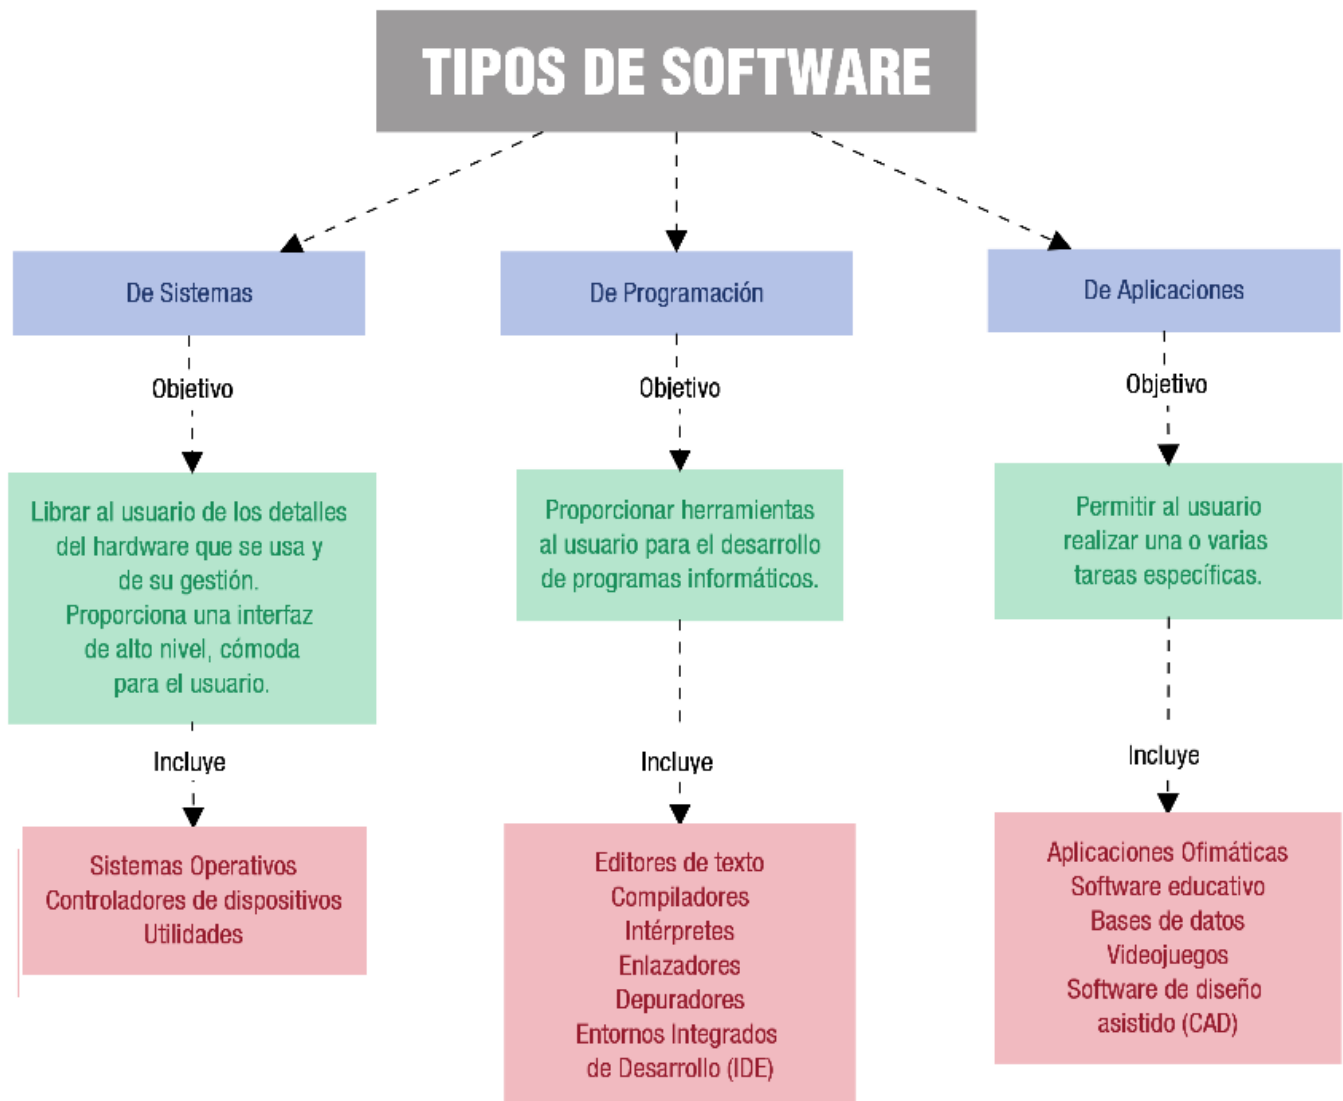 TIPOS DE SOFTWARE
De Sistemas
De Programación
De Aplicaciones
Objetivo
Objetivo
Objetivo
Librar al usuario de los detalles
del hardware que se usa y
de su gestión.
Proporciona una interfaz
de alto nivel, cómoda
para el usuario.
Proporcionar herramientas
al usuario para el desarrollo
de programas informáticos.
Permitir al usuario
realizar una o varias
tareas específicas.
Incluye
Incluye
Incluye
Sistemas Operativos
Controladores de dispositivos
Utilidades
Editores de texto
Compiladores
Intérpretes
Enlazadores
Depuradores
Entornos Integrados
de Desarrollo (IDE)
Aplicaciones Ofimáticas
Software educativo
Bases de datos
Videojuegos
Software de diseño
asistido (CAD)